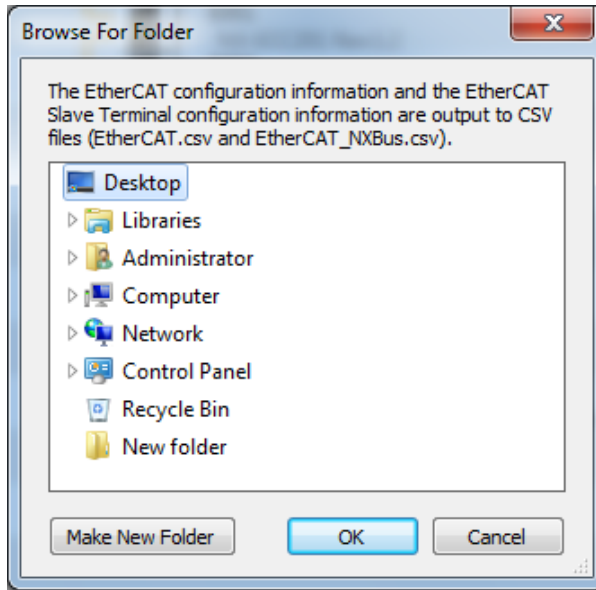 Browse For Folder
The EtherCAT configuration information and the EtherCAT
Slave Terminal configuration information are output to CSV
files (EtherCAT.csv and EtherCAT_NXBus.csv).
Desktop
Libraries
Administrator
Computer
Network
Control Panel
Recycle Bin
New folder
Make New Folder
OK
Cancel